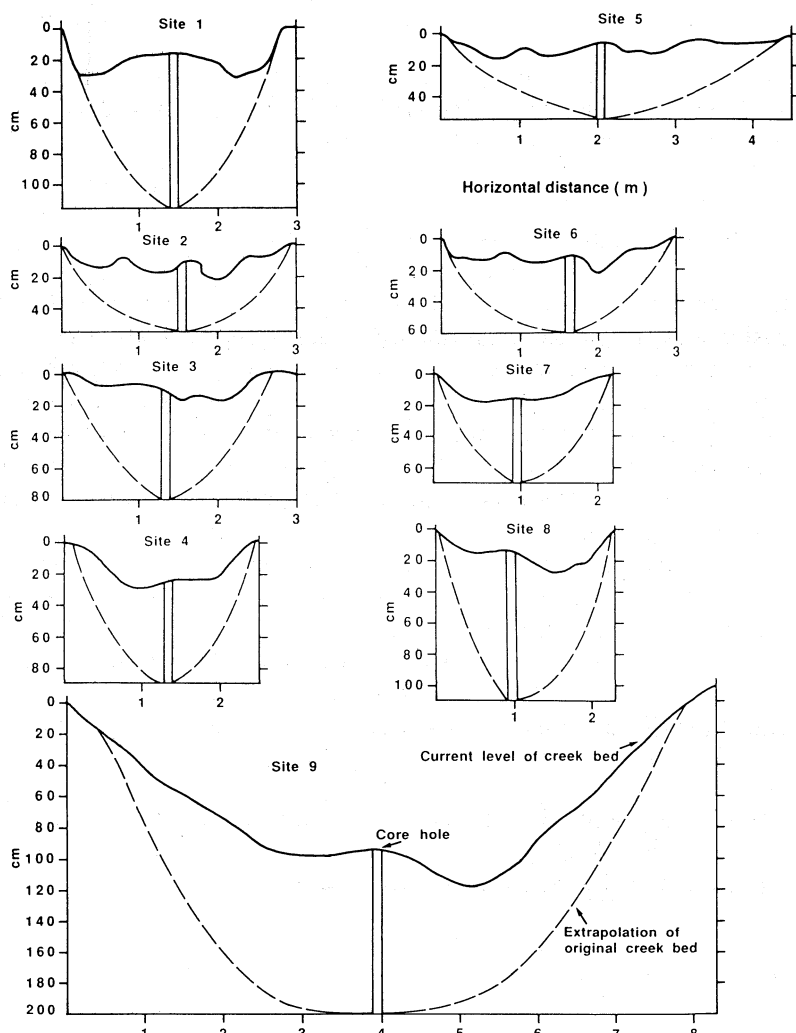 Site 1
0
20
40
60
80
100
cm
1 2 3
Site 5
0
20
40
cm
1 2 3 4
Horizontal distance ( m )
Site 2
0
20
40
cm
1 2 3
Site 6
0
20
40
60
cm
1 2 3
Site 3
0
20
40
60
80
cm
1 2 3
Site 7
0
20
40
60
cm
1 2
Site 4
0
20
40
60
80
cm
1 2
Site 8
0
20
40
60
80
100
cm
1 2
Site 9
0
20
40
60
80
100
120
140
160
180
200
cm
Current level of creek bed
Core hole
Extrapolation of
original creek bed
1 2 3 4 5 6 7 8